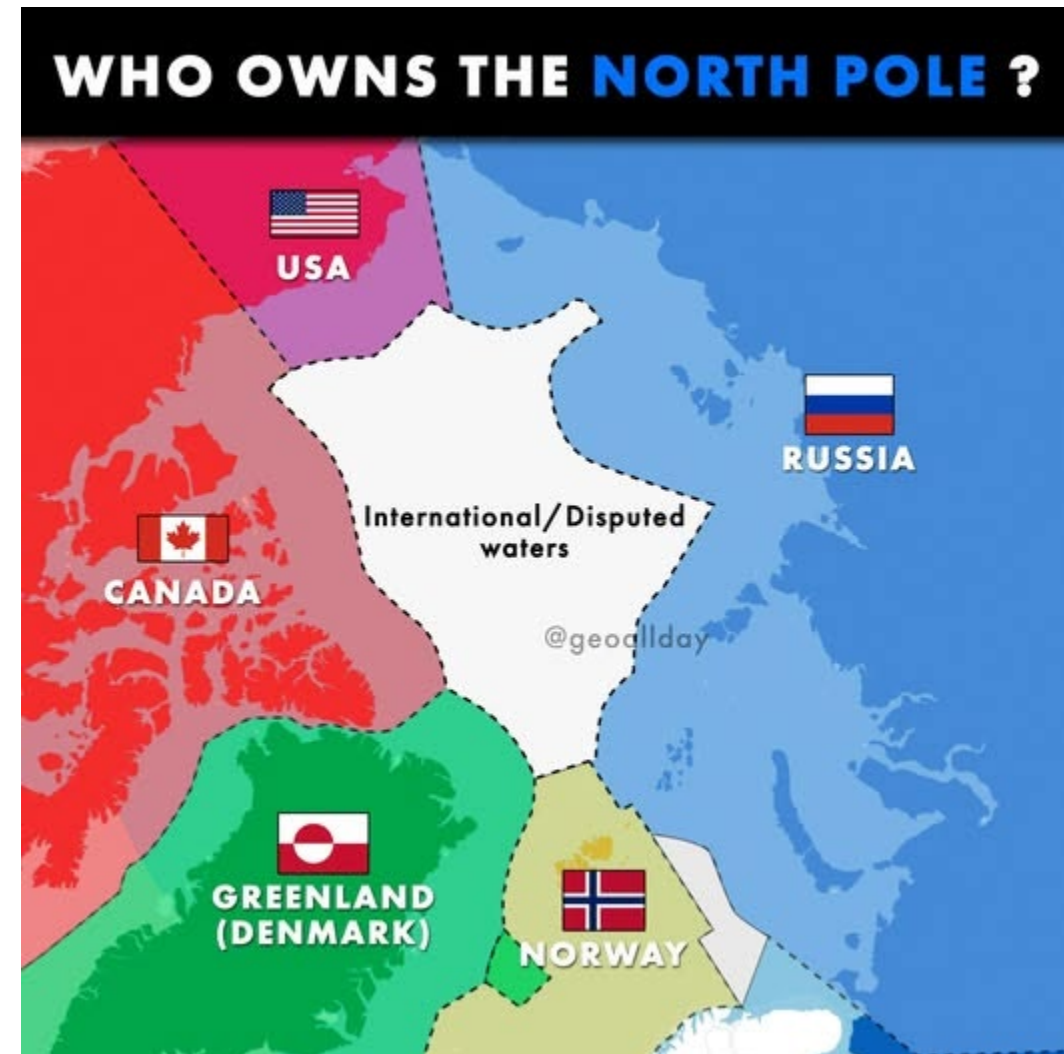 WHO OWNS THE NORTH POLE ?
USA
RUSSIA
International/Disputed
waters
CANADA
@geoallday
GREENLAND
(DENMARK)
NORWAY